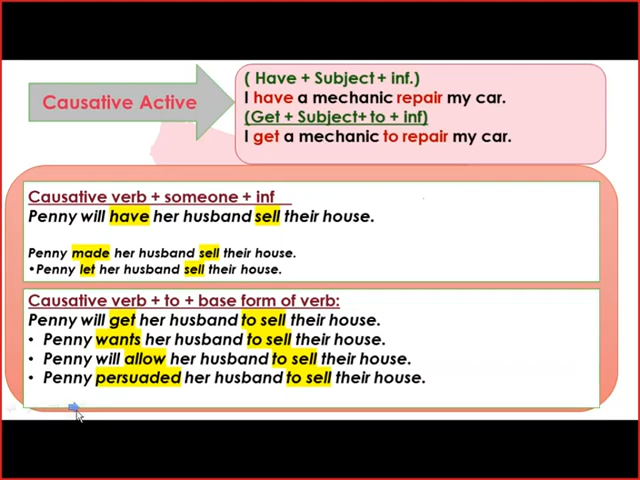 Causative Active
( Have + Subject + inf.)
I have a mechanic repair my car.
(Get + Subject+ to + inf)
I get a mechanic to repair my car.
Causative verb + someone + inf
Penny will have her husband sell their house.
Penny made her husband sell their house.
•Penny let her husband sell their house.
Causative verb + to + base form of verb:
Penny will get her husband to sell their house.
• Penny wants her husband to sell their house.
• Penny will allow her husband to sell their house.
• Penny persuaded her husband to sell their house.